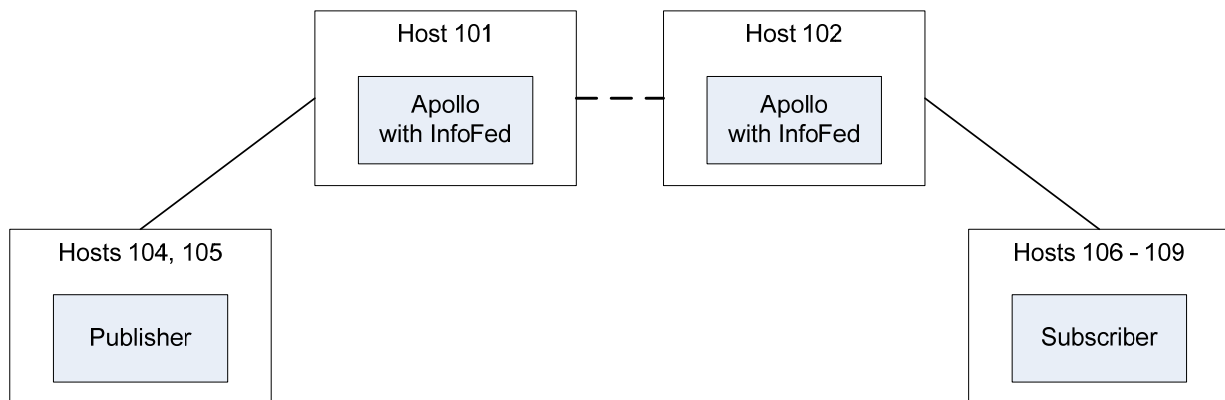 Host 101
Apollo
with InfoFed
Host 102
Apollo
with InfoFed
Hosts 104, 105
Publisher
Hosts 106 - 109
Subscriber